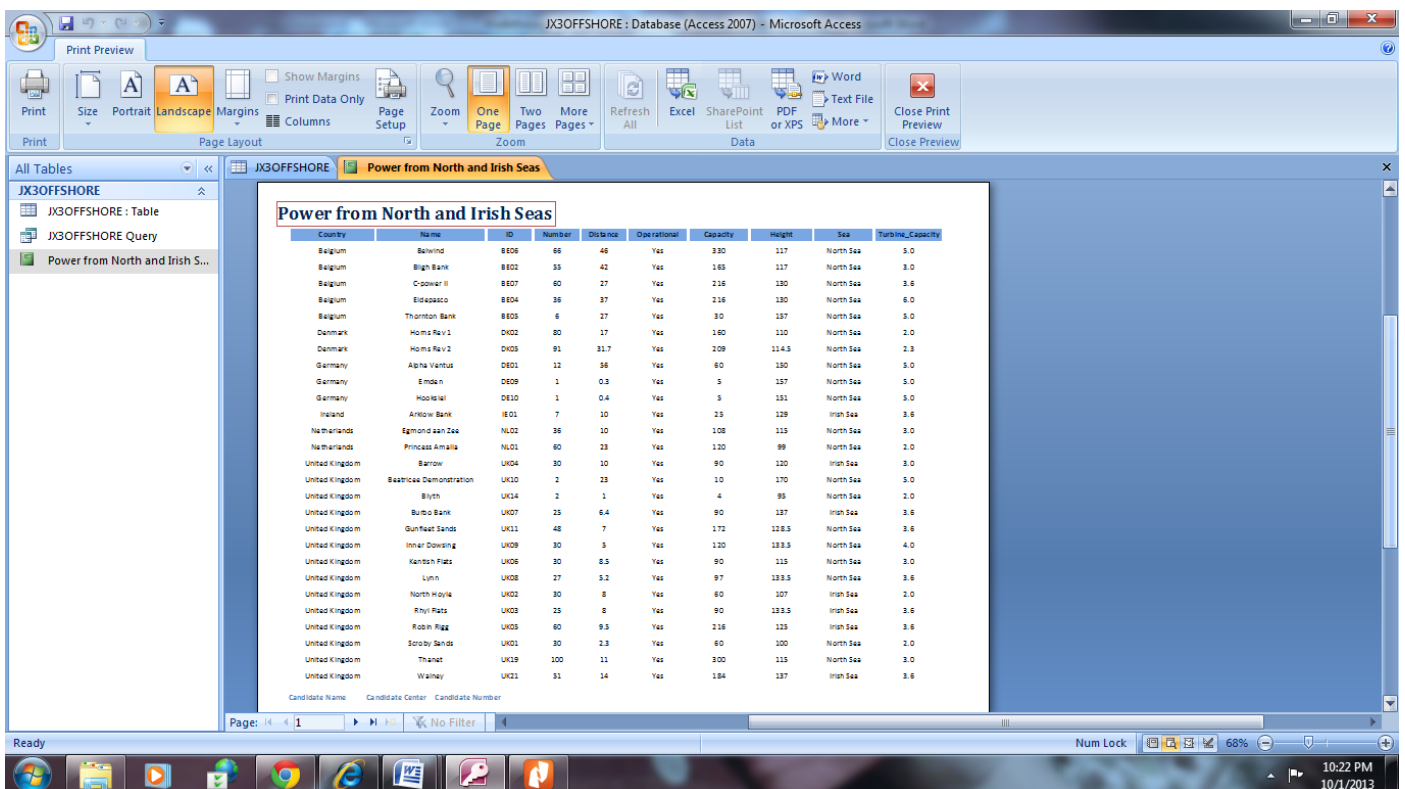 JX3OFFSHORE : Database (Access 2007) - Microsoft Access
Print Preview
Print
Size
Portrait
Landscape
Margins
Show Margins
Print Data Only
Columns
Page Setup
Zoom
One Page
Two Pages
More Pages
Refresh All
Excel
SharePoint List
PDF or XPS
Word
Text File
More
Close Print Preview
Print
Page Layout
Zoom
Data
Close Preview
All Tables
JX3OFFSHORE
Power from North and Irish Seas
JX3OFFSHORE
JX3OFFSHORE : Table
JX3OFFSHORE Query
Power from North and Irish S...
Power from North and Irish Seas
Country Name ID Number Distance Operational Capacity Height Sea Turbine_Capacity
Belgium Belwind BE06 66 46 Yes 330 117 North Sea 5.0
Belgium Bligh Bank BE02 55 42 Yes 165 117 North Sea 3.0
Belgium C-power II BE07 60 27 Yes 216 130 North Sea 3.6
Belgium Eldepasco BE04 36 37 Yes 216 130 North Sea 6.0
Belgium Thornton Bank BE05 6 27 Yes 30 157 North Sea 5.0
Denmark Horns Rev 1 DK02 80 17 Yes 160 110 North Sea 2.0
Denmark Horns Rev 2 DK05 91 31.7 Yes 209 114.5 North Sea 2.3
Germany Alpha Ventus DE01 12 56 Yes 60 150 North Sea 5.0
Germany Emden DE09 1 0.3 Yes 5 157 North Sea 5.0
Germany Hooksiel DE10 1 0.4 Yes 5 151 North Sea 5.0
Ireland Arklow Bank IE01 7 10 Yes 25 129 Irish Sea 3.6
Netherlands Egmond aan Zee NL02 36 10 Yes 108 115 North Sea 3.0
Netherlands Princess Amalia NL01 60 23 Yes 120 99 North Sea 2.0
United Kingdom Barrow UK04 30 10 Yes 90 120 Irish Sea 3.0
United Kingdom Beatricee Demonstration UK10 2 23 Yes 10 170 North Sea 5.0
United Kingdom Blyth UK14 2 1 Yes 4 95 North Sea 2.0
United Kingdom Burbo Bank UK07 25 6.4 Yes 90 137 Irish Sea 3.6
United Kingdom Gunfleet Sands UK11 48 7 Yes 172 128.5 North Sea 3.6
United Kingdom Inner Dowsing UK09 30 5 Yes 120 133.5 North Sea 4.0
United Kingdom Kentish Flats UK06 30 8.5 Yes 90 115 North Sea 3.0
United Kingdom Lynn UK08 27 5.2 Yes 97 133.5 North Sea 3.6
United Kingdom North Hoyle UK02 30 8 Yes 60 107 Irish Sea 2.0
United Kingdom Rhyl Flats UK03 25 8 Yes 90 133.5 Irish Sea 3.6
United Kingdom Robin Rigg UK05 60 9.5 Yes 216 125 Irish Sea 3.6
United Kingdom Scroby Sands UK01 30 2.3 Yes 60 100 North Sea 2.0
United Kingdom Thanet UK19 100 11 Yes 300 115 North Sea 3.0
United Kingdom Walney UK21 51 14 Yes 184 137 Irish Sea 3.6
Candidate Name Candidate Center Candidate Number
Page: 1 No Filter
Ready
Num Lock
68%
10:22 PM
10/1/2013